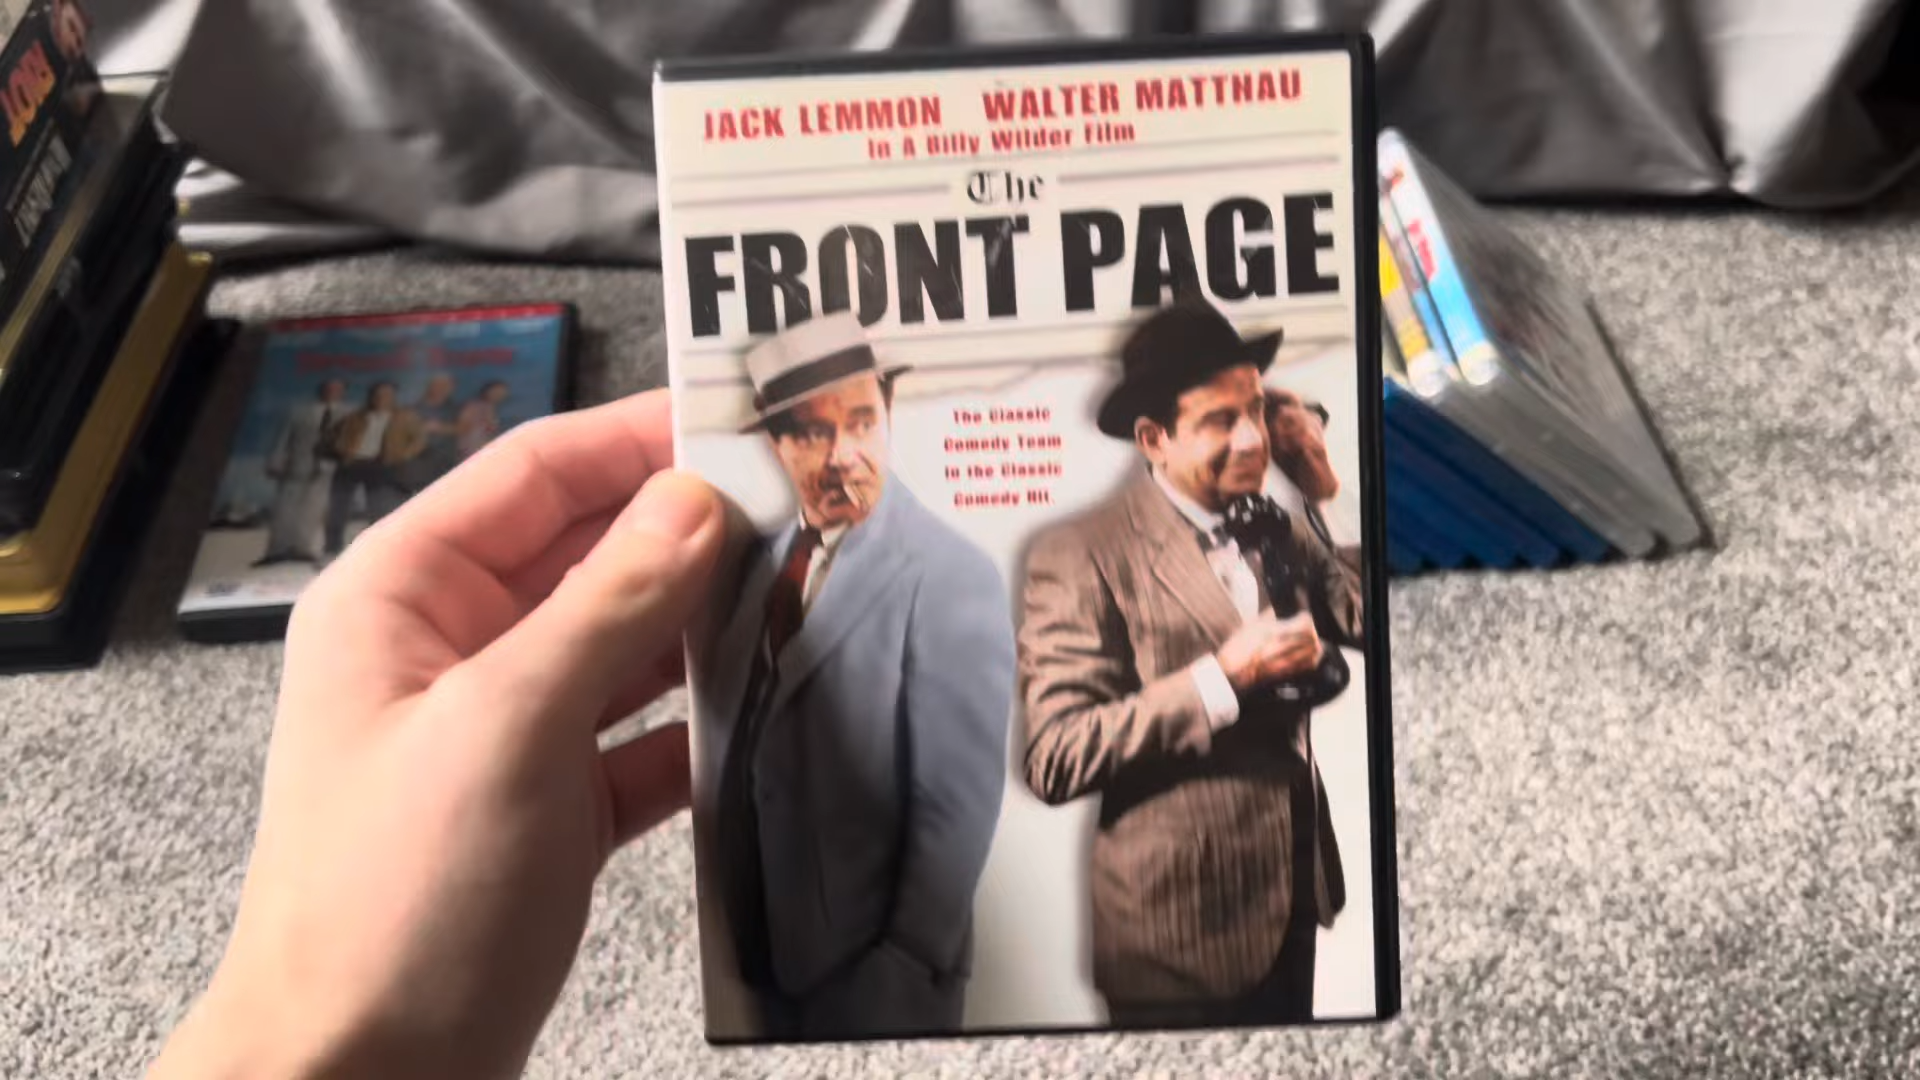 JACK LEMMON WALTER MATTHAU
In A Billy Wilder Film
The
FRONT PAGE
The Classic
Comedy Team
In the Classic
Comedy Hit.